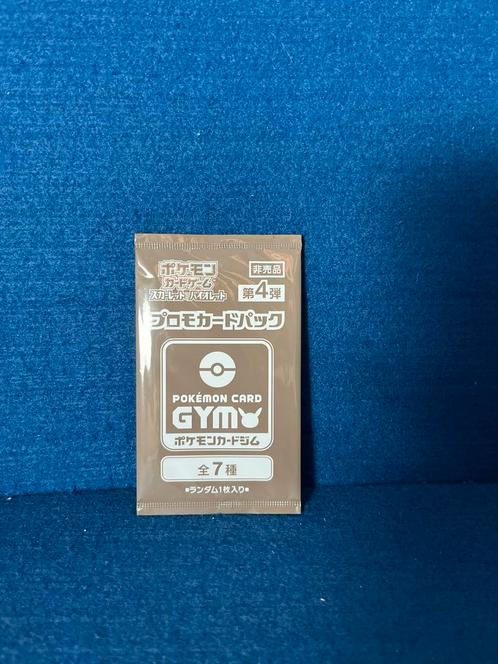 ポケモン
カードゲーム
スカーレット バイオレット
非売品
第4弾
プロモカードパック
POKÉMON CARD
GYM
ポケモンカードジム
全7種
●ランダム1枚入り●